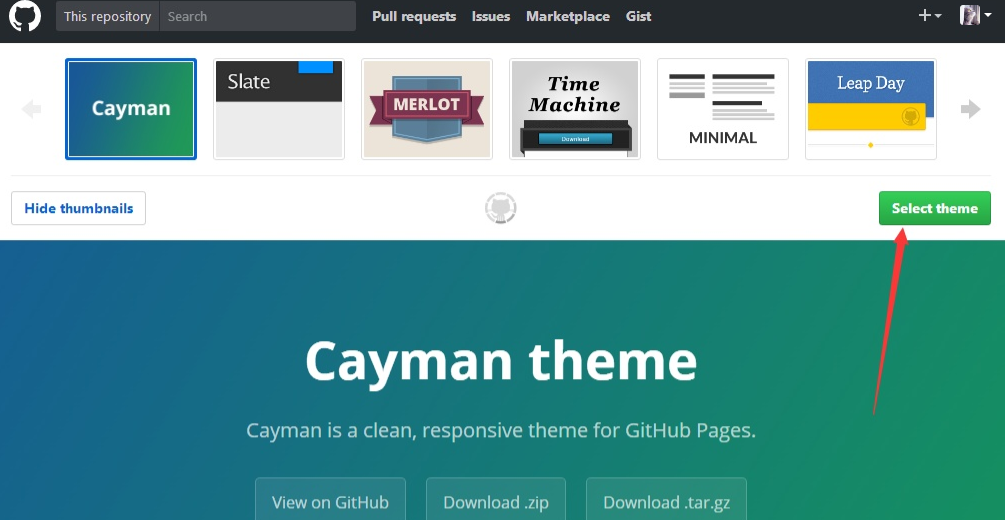 This repository Search Pull requests Issues Marketplace Gist
Cayman
Slate
MERLOT
Time
Machine
Download
MINIMAL
Leap Day
Hide thumbnails
Select theme
Cayman theme
Cayman is a clean, responsive theme for GitHub Pages.
View on GitHub
Download .zip
Download .tar.gz